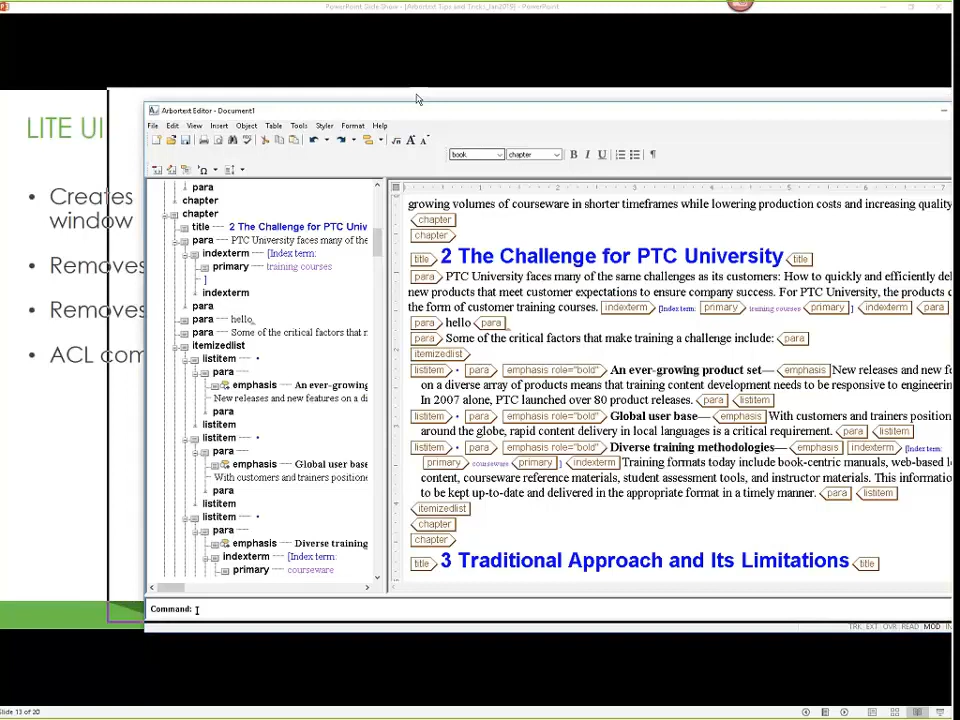 PowerPoint Slide Show - [Arbortext Tips and Tricks_Jan2019] - PowerPoint
LITE UI
Creates
window
Removes
Removes
ACL com
Arbortext Editor - Document1
File Edit View Insert Object Table Tools Styler Format Help
book chapter B I U ¶
para
chapter
chapter
title 2 The Challenge for PTC Univ
para PTC University faces many of the
indexterm [Index term:
primary training courses
]
indexterm
para
para hello
para Some of the critical factors that r
itemizedlist
listitem •
para
emphasis An ever-growing
New releases and new features on a di
para
listitem
listitem •
para
emphasis Global user base
With customers and trainers positione
para
listitem
listitem •
para
emphasis Diverse training
indexterm [Index term:
primary courseware
1 2 3 4 5 6 7
growing volumes of courseware in shorter timeframes while lowering production costs and increasing quality
chapter
chapter
title 2 The Challenge for PTC University title
para PTC University faces many of the same challenges as its customers: How to quickly and efficiently del
new products that meet customer expectations to ensure company success. For PTC University, the products c
the form of customer training courses. indexterm [Index term: primary training courses primary ] indexterm para
para hello para
para Some of the critical factors that make training a challenge include: para
itemizedlist
listitem • para emphasis role="bold" An ever-growing product set— emphasis New releases and new f
on a diverse array of products means that training content development needs to be responsive to engineerin
In 2007 alone, PTC launched over 80 product releases. para listitem
listitem • para emphasis role="bold" Global user base— emphasis With customers and trainers position
around the globe, rapid content delivery in local languages is a critical requirement. para listitem
listitem • para emphasis role="bold" Diverse training methodologies— emphasis indexterm [Index term:
primary courseware primary ] indexterm Training formats today include book-centric manuals, web-based l
content, courseware reference materials, student assessment tools, and instructor materials. This informatio
to be kept up-to-date and delivered in the appropriate format in a timely manner. para listitem
itemizedlist
chapter
chapter
title 3 Traditional Approach and Its Limitations title
Command:
TRK EXT OVR READ MOD IN
Slide 13 of 20